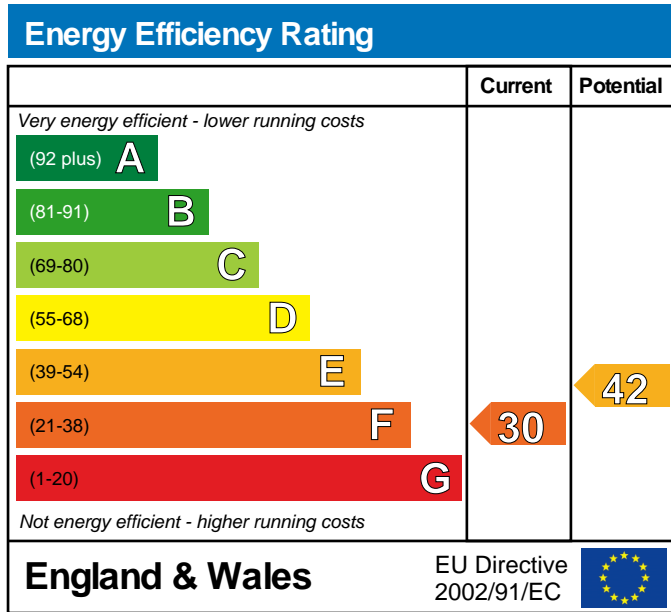 Energy Efficiency Rating
Current Potential
Very energy efficient - lower running costs
(92 plus) A
(81-91) B
(69-80) C
(55-68) D
(39-54) E
42
(21-38) F
30
(1-20) G
Not energy efficient - higher running costs
England & Wales
EU Directive
2002/91/EC